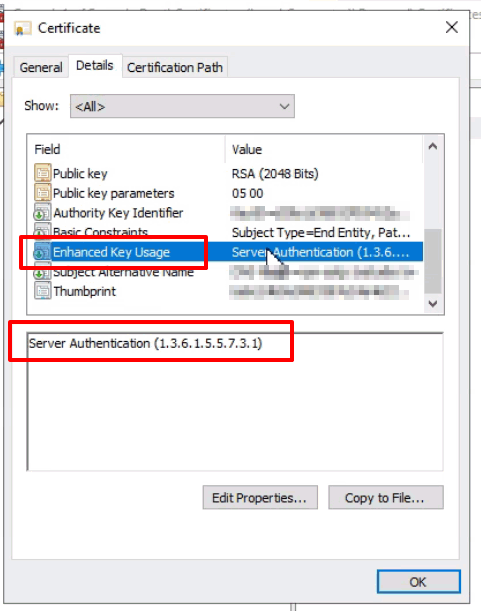 Certificate
General Details Certification Path
Show: <All>
Field Value
Public key RSA (2048 Bits)
Public key parameters 05 00
Authority Key Identifier
Basic Constraints Subject Type=End Entity, Pat...
Enhanced Key Usage Server Authentication (1.3.6....
Subject Alternative Name
Thumbprint
Server Authentication (1.3.6.1.5.5.7.3.1)
Edit Properties... Copy to File...
OK